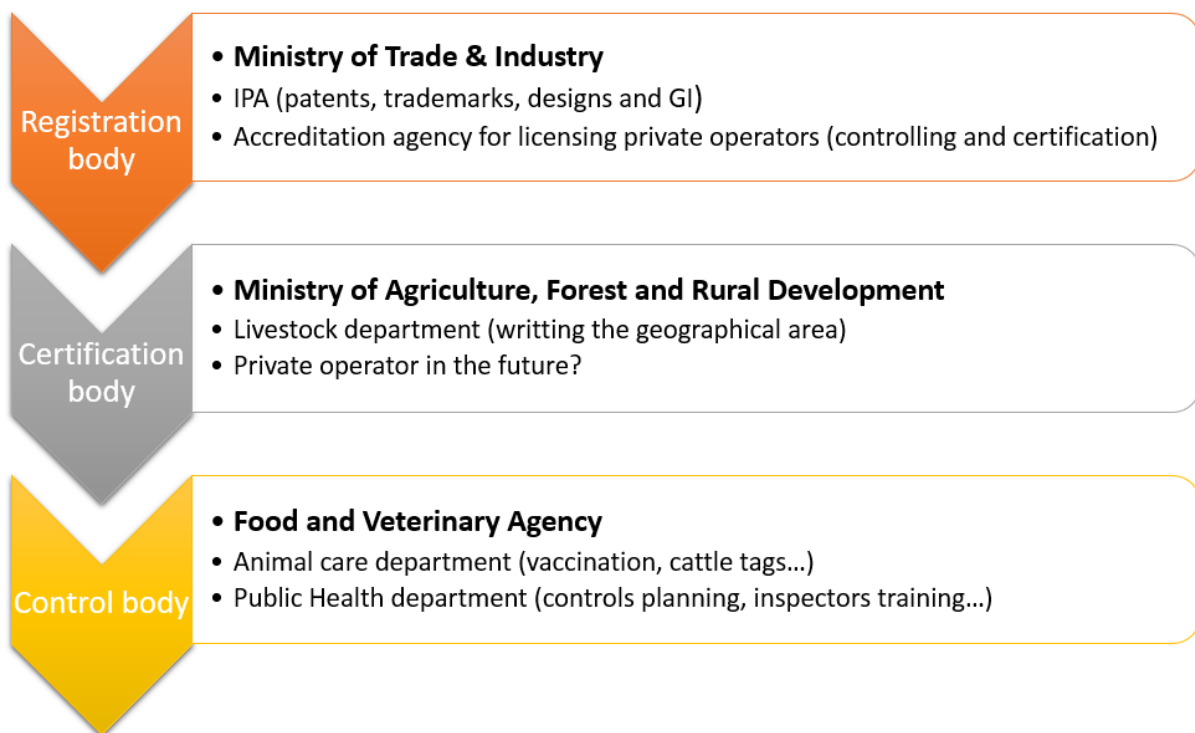 Registration
body
• Ministry of Trade & Industry
• IPA (patents, trademarks, designs and GI)
• Accreditation agency for licensing private operators (controlling and certification)
Certification
body
• Ministry of Agriculture, Forest and Rural Development
• Livestock department (writting the geographical area)
• Private operator in the future?
Control body
• Food and Veterinary Agency
• Animal care department (vaccination, cattle tags…)
• Public Health department (controls planning, inspectors training…)